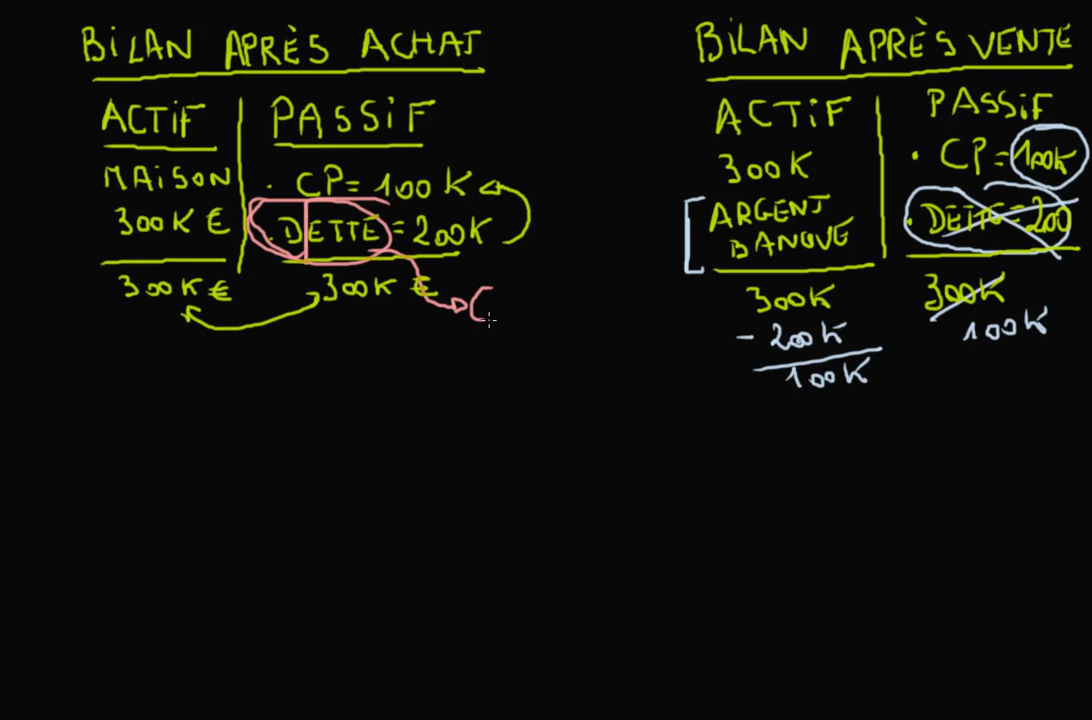 BILAN APRÈS ACHAT
ACTIF
PASSIF
MAISON
300K €
. CP = 100 K
. DETTE = 200K
300K €
300K €
BILAN APRÈS VENTE
ACTIF
PASSIF
300K
ARGENT
BANQUE
. CP = 100K
. DETTE = 200
300K
- 200K
100K
300K
100K